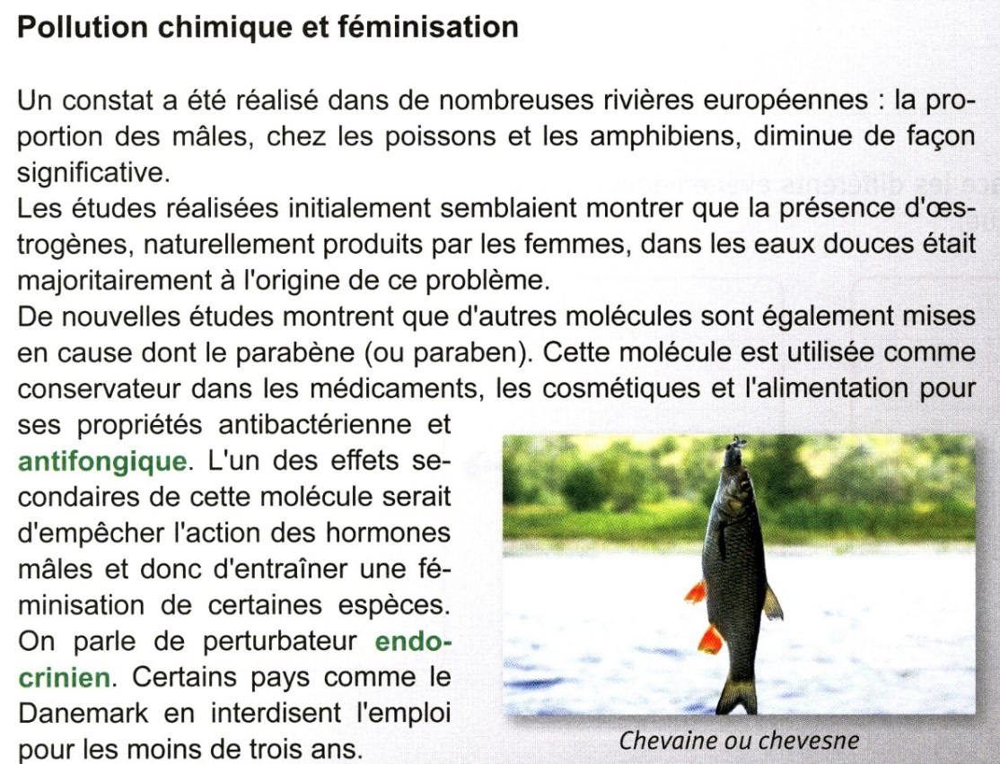 Pollution chimique et féminisation
Un constat a été réalisé dans de nombreuses rivières européennes : la pro-
portion des mâles, chez les poissons et les amphibiens, diminue de façon
significative.
Les études réalisées initialement semblaient montrer que la présence d'œs-
trogènes, naturellement produits par les femmes, dans les eaux douces était
majoritairement à l'origine de ce problème.
De nouvelles études montrent que d'autres molécules sont également mises
en cause dont le parabène (ou paraben). Cette molécule est utilisée comme
conservateur dans les médicaments, les cosmétiques et l'alimentation pour
ses propriétés antibactérienne et
antifongique. L'un des effets se-
condaires de cette molécule serait
d'empêcher l'action des hormones
mâles et donc d'entraîner une fé-
minisation de certaines espèces.
On parle de perturbateur endo-
crinien. Certains pays comme le
Danemark en interdisent l'emploi
pour les moins de trois ans.
Chevaine ou chevesne